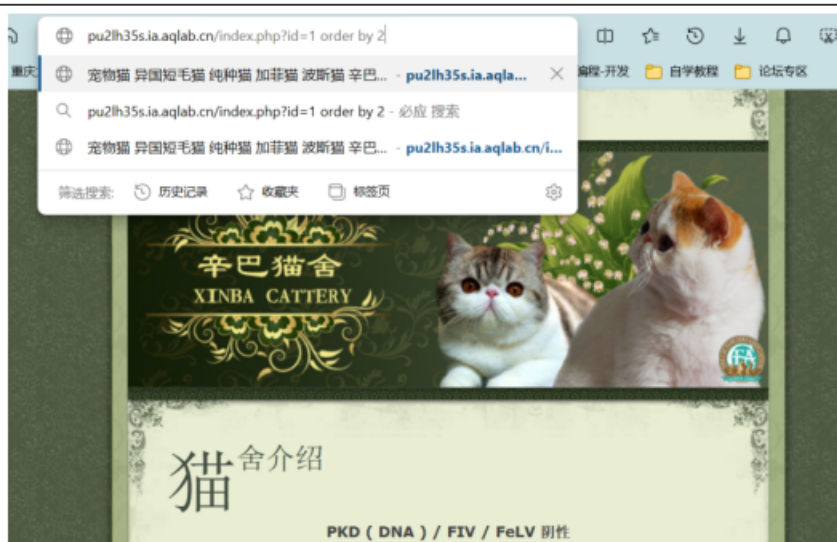 pu2lh35s.ia.aqlab.cn/index.php?id=1 order by 2
重庆
宠物猫 异国短毛猫 纯种猫 加菲猫 波斯猫 辛巴... - pu2lh35s.ia.aqla...
编程-开发 自学教程 论坛专区
pu2lh35s.ia.aqlab.cn/index.php?id=1 order by 2 - 必应 搜索
宠物猫 异国短毛猫 纯种猫 加菲猫 波斯猫 辛巴... - pu2lh35s.ia.aqlab.cn/i...
筛选搜索: 历史记录 收藏夹 标签页
辛巴猫舍
XINBA CATTERY
猫舍介绍
PKD ( DNA ) / FIV / FeLV 阴性